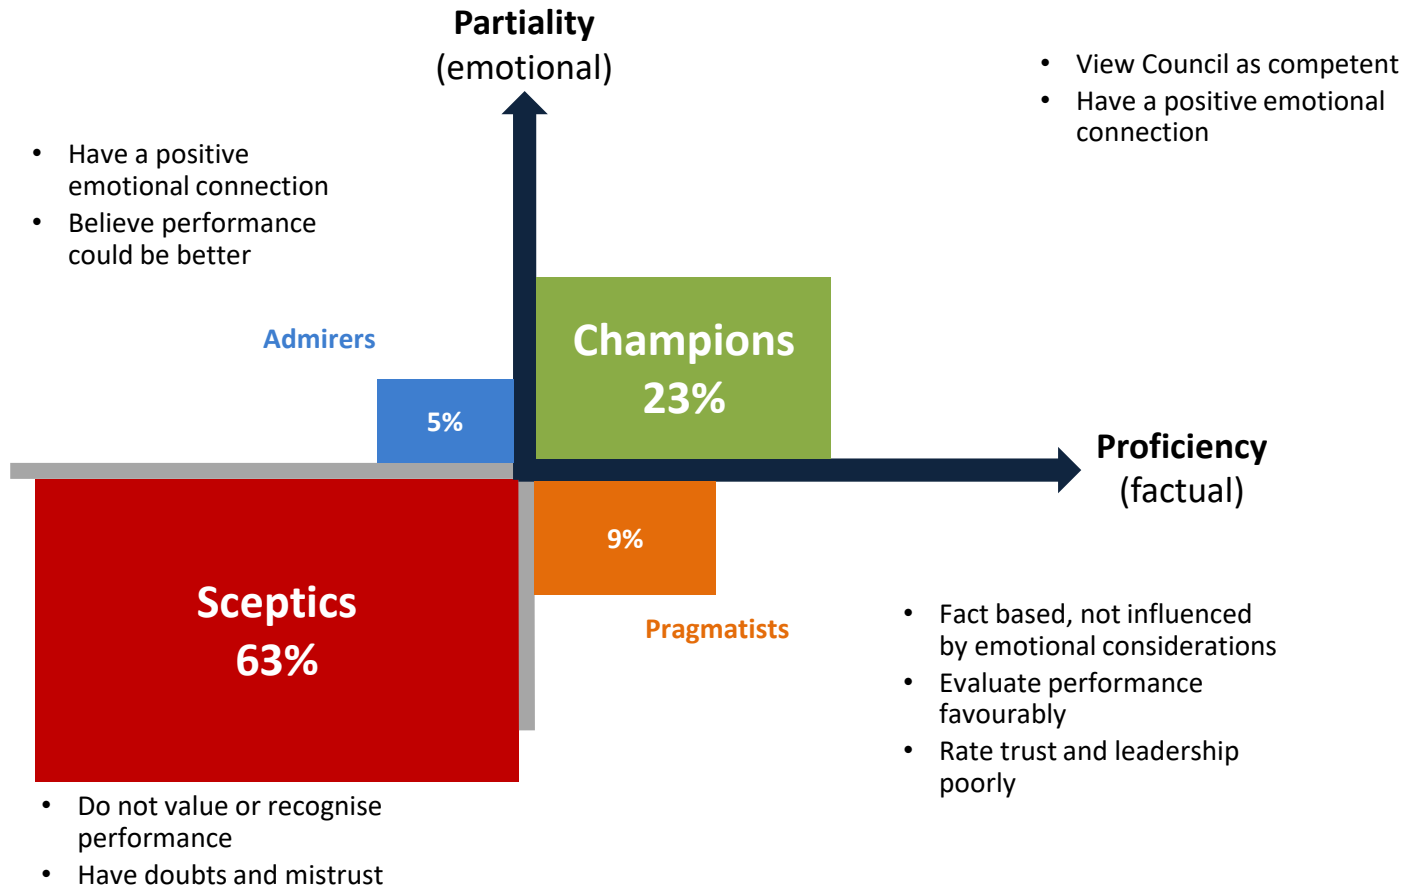 Partiality
(emotional)
• View Council as competent
• Have a positive emotional
connection
• Have a positive
emotional connection
• Believe performance
could be better
Admirers
5%
Champions
23%
Proficiency
(factual)
Sceptics
63%
9%
Pragmatists
• Fact based, not influenced
by emotional considerations
• Evaluate performance
favourably
• Rate trust and leadership
poorly
• Do not value or recognise
performance
• Have doubts and mistrust